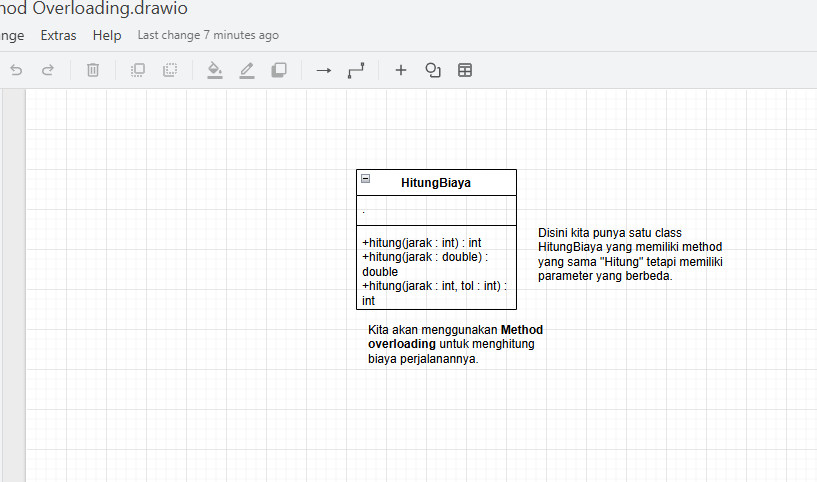 nod Overloading.drawio
nge Extras Help Last change 7 minutes ago
HitungBiaya
.
+hitung(jarak : int) : int
+hitung(jarak : double) :
double
+hitung(jarak : int, tol : int) :
int
Disini kita punya satu class
HitungBiaya yang memiliki method
yang sama "Hitung" tetapi memiliki
parameter yang berbeda.
Kita akan menggunakan Method
overloading untuk menghitung
biaya perjalanannya.